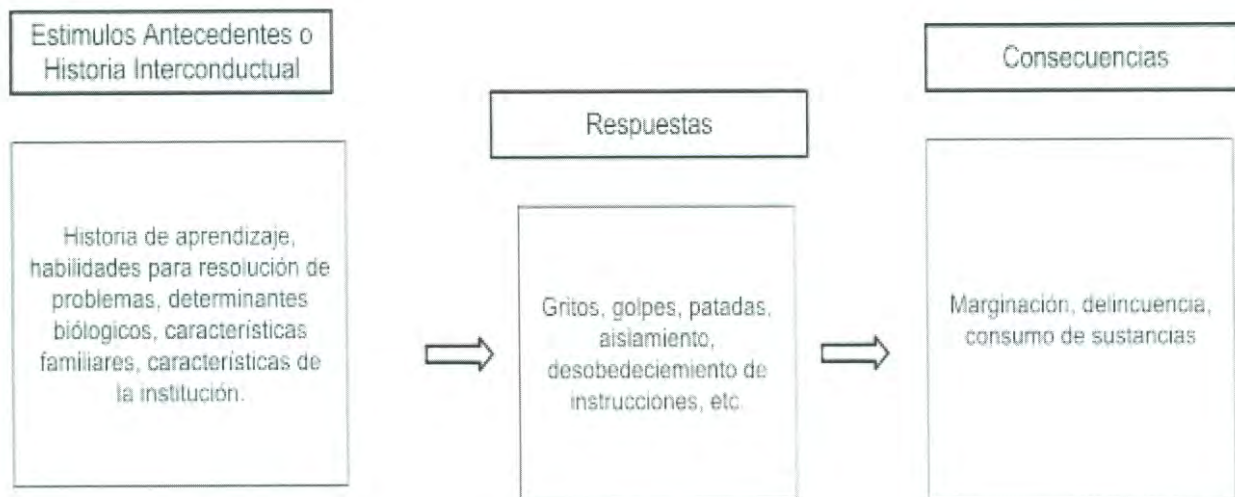 Estimulos Antecedentes o
Historia Interconductual
Historia de aprendizaje,
habilidades para resolución de
problemas, determinantes
biólogicos, características
familiares, características de
la institución.
Respuestas
Gritos, golpes, patadas,
aislamiento,
desobedeciemiento de
instrucciones, etc
Consecuencias
Marginación, delincuencia,
consumo de sustancias